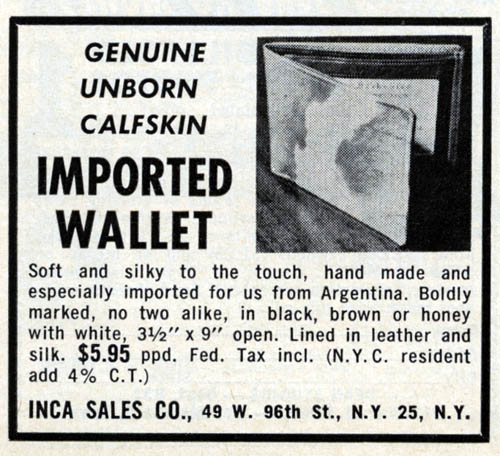 GENUINE
UNBORN
CALFSKIN
IMPORTED
WALLET
Soft and silky to the touch, hand made and
especially imported for us from Argentina. Boldly
marked, no two alike, in black, brown or honey
with white, 3½" x 9" open. Lined in leather and
silk. $5.95 ppd. Fed. Tax incl. (N.Y.C. resident
add 4% C.T.)
INCA SALES CO., 49 W. 96th St., N.Y. 25, N.Y.